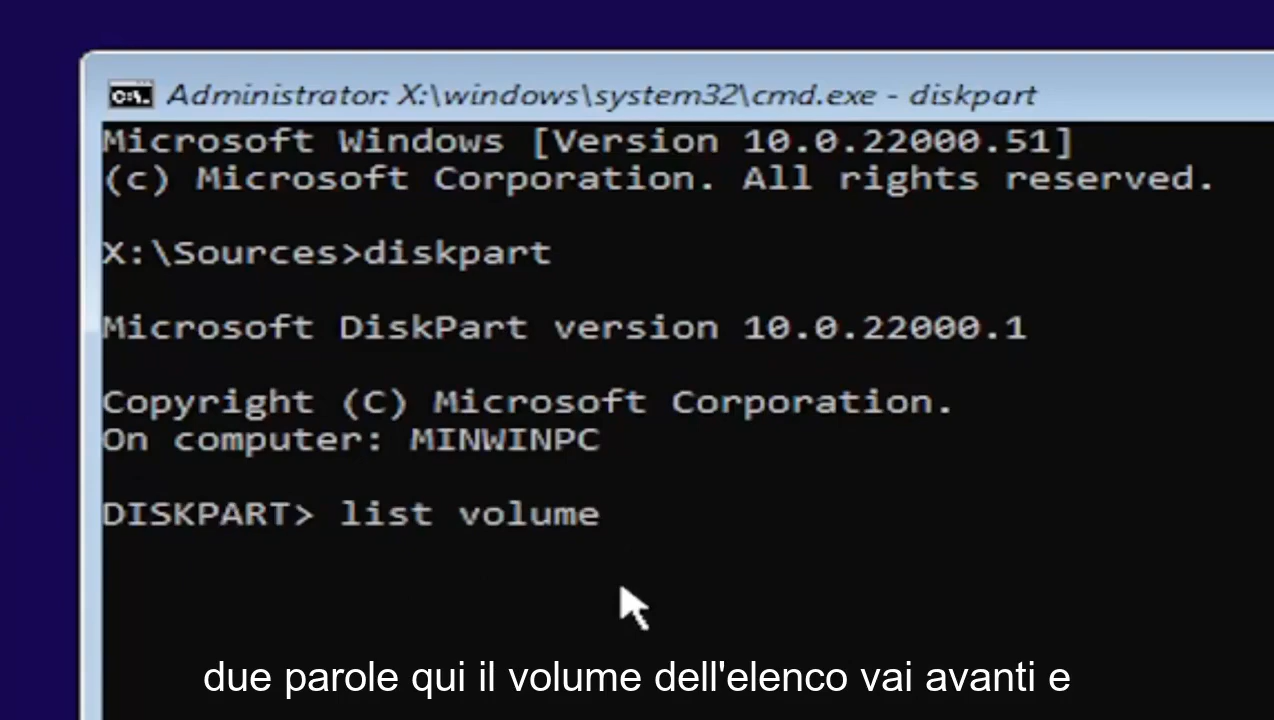 Administrator: X:\windows\system32\cmd.exe - diskpart
Microsoft Windows [Version 10.0.22000.51]
(c) Microsoft Corporation. All rights reserved.
X:\Sources>diskpart
Microsoft DiskPart version 10.0.22000.1
Copyright (C) Microsoft Corporation.
On computer: MINWINPC
DISKPART> list volume
due parole qui il volume dell'elenco vai avanti e